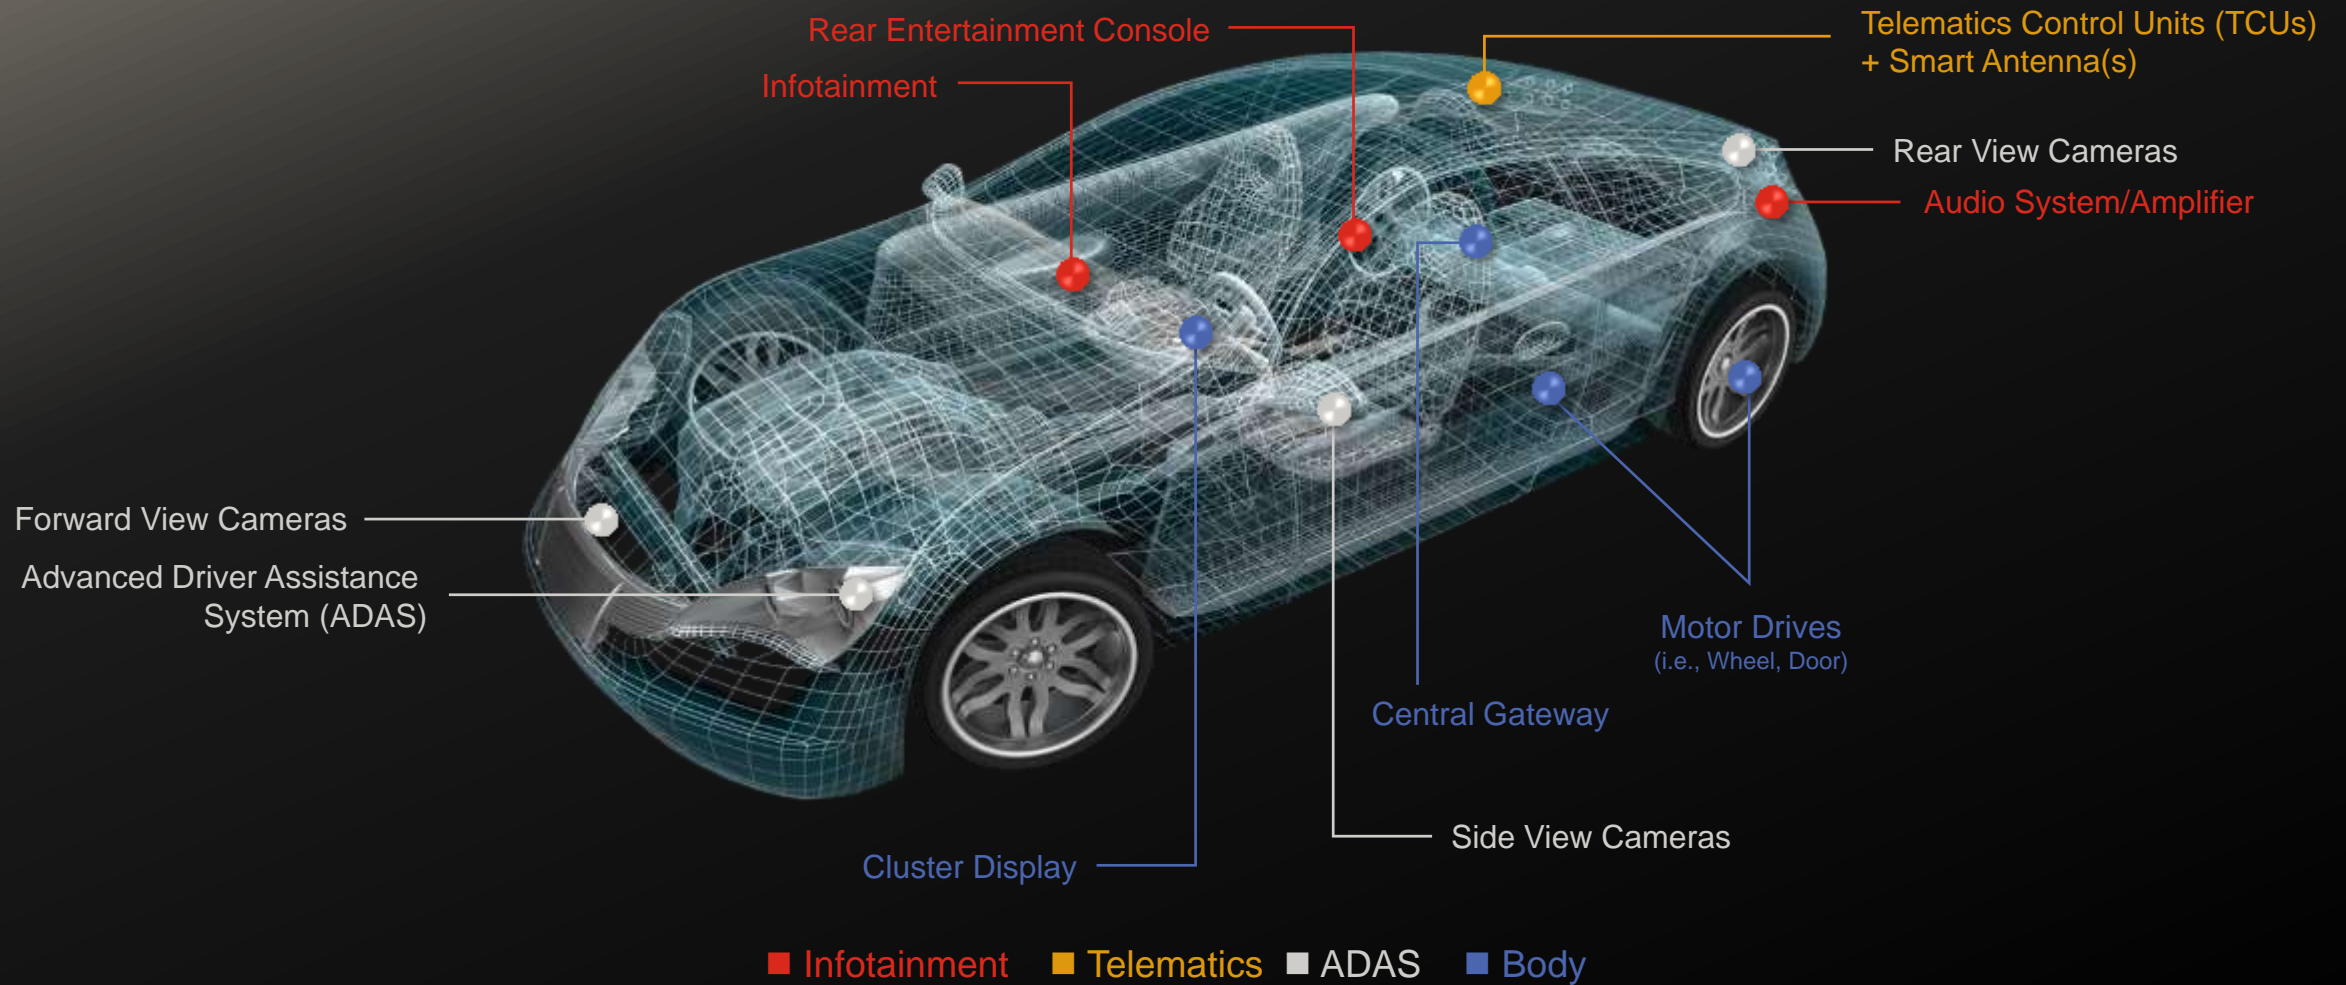 Rear Entertainment Console
Infotainment
Telematics Control Units (TCUs)
+ Smart Antenna(s)
Rear View Cameras
Audio System/Amplifier
Forward View Cameras
Advanced Driver Assistance
System (ADAS)
Motor Drives
(i.e., Wheel, Door)
Central Gateway
Side View Cameras
Cluster Display
Infotainment
Telematics
ADAS
Body